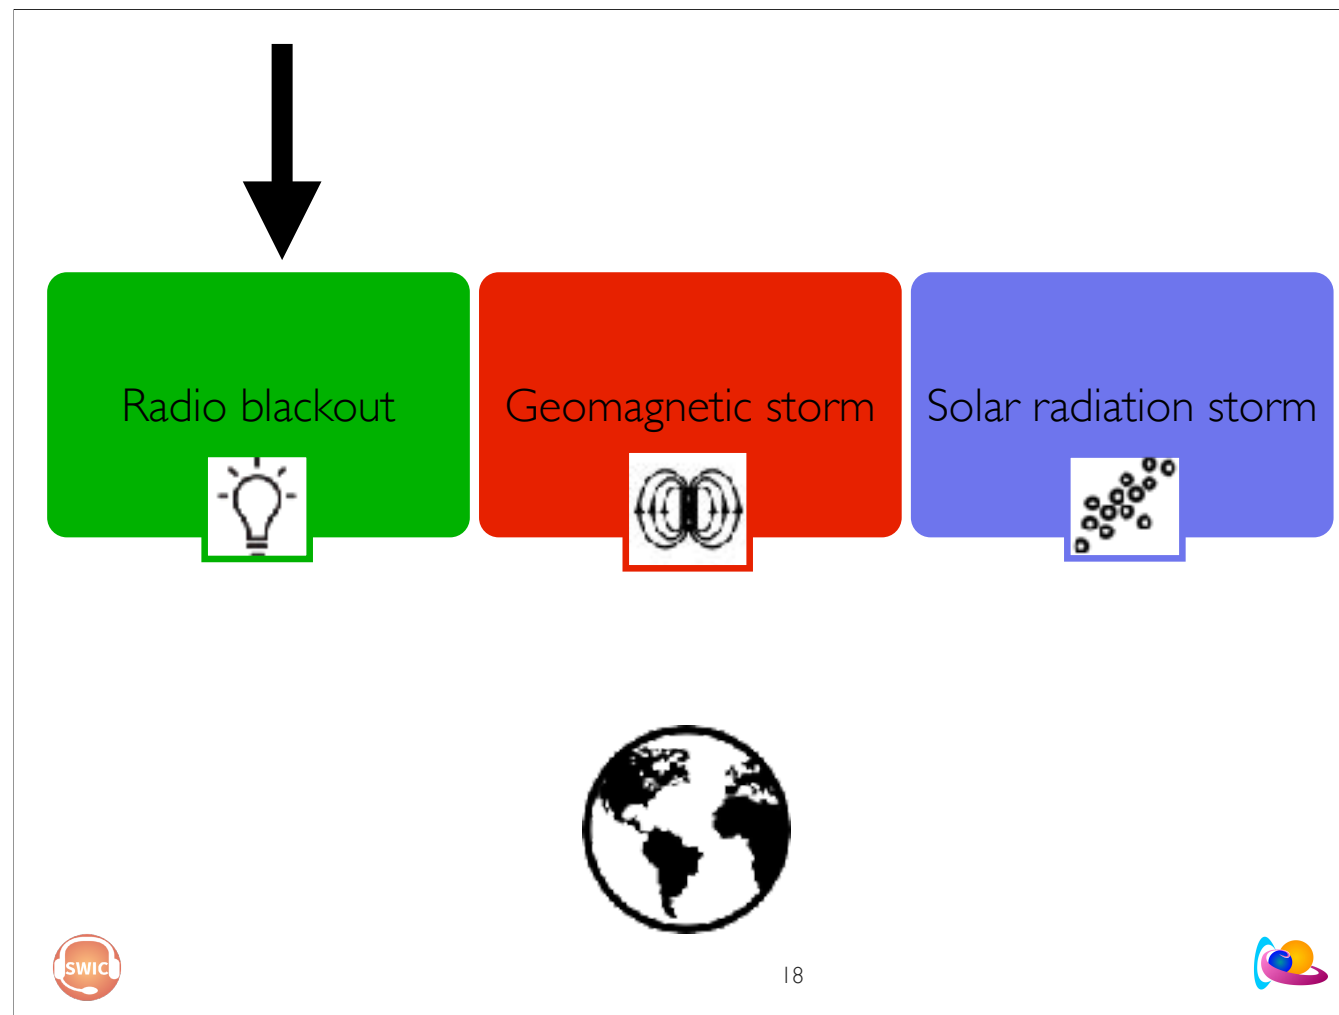 Radio blackout
Geomagnetic storm
Solar radiation storm
SWIC
18